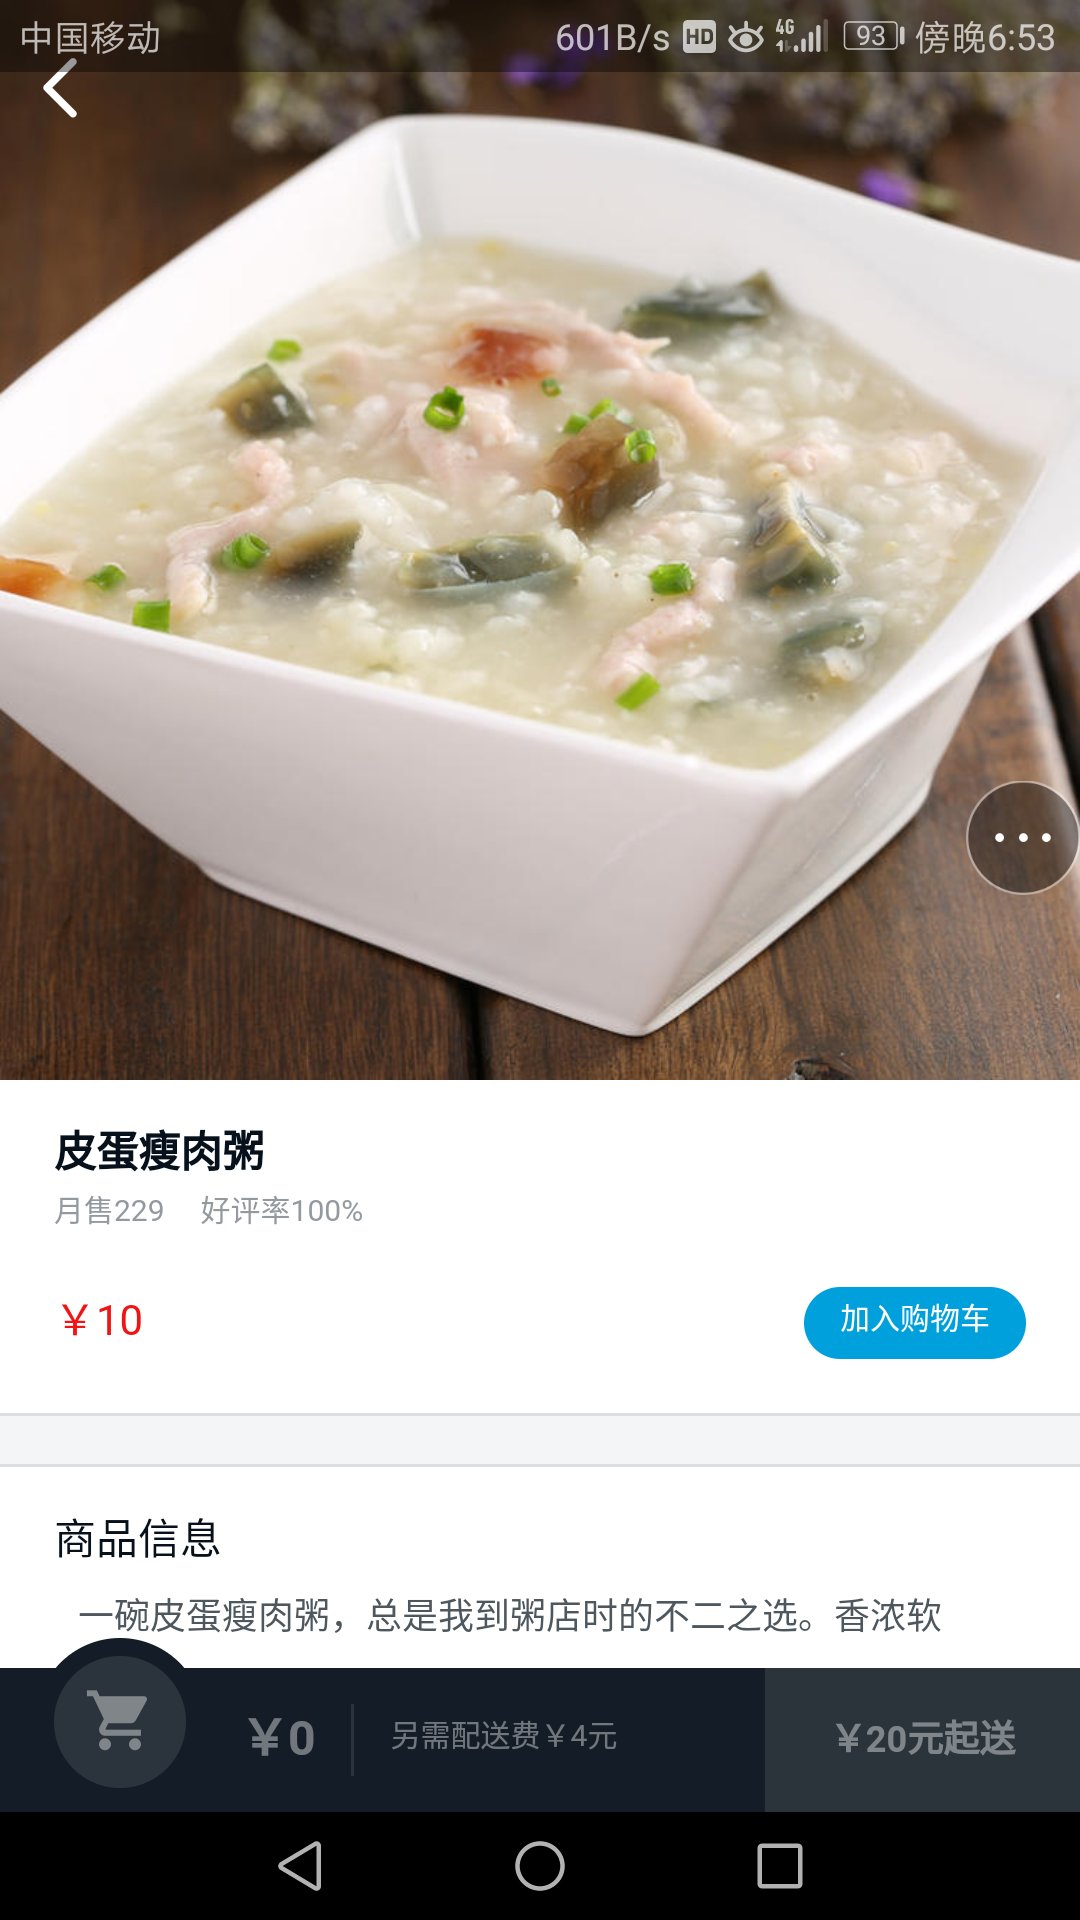 中国移动 601B/s HD 4G 93 傍晚6:53
皮蛋瘦肉粥
月售229 好评率100%
￥10 加入购物车
商品信息
一碗皮蛋瘦肉粥，总是我到粥店时的不二之选。香浓软
￥0 另需配送费￥4元 ￥20元起送